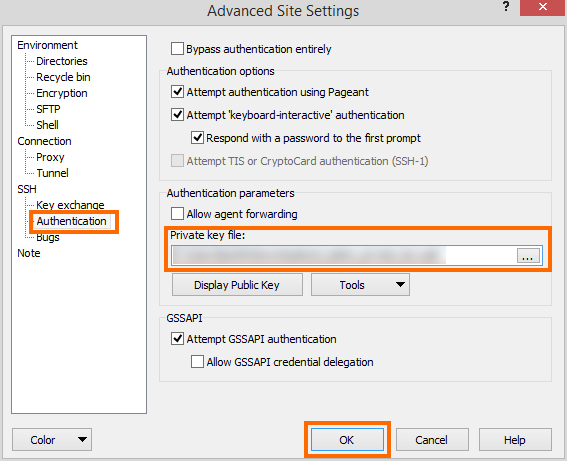 Advanced Site Settings
?
Environment
Directories
Recycle bin
Encryption
SFTP
Shell
Connection
Proxy
Tunnel
SSH
Key exchange
Authentication
Bugs
Note
Bypass authentication entirely
Authentication options
Attempt authentication using Pageant
Attempt 'keyboard-interactive' authentication
Respond with a password to the first prompt
Attempt TIS or CryptoCard authentication (SSH-1)
Authentication parameters
Allow agent forwarding
Private key file:
...
Display Public Key
Tools
GSSAPI
Attempt GSSAPI authentication
Allow GSSAPI credential delegation
Color
OK
Cancel
Help